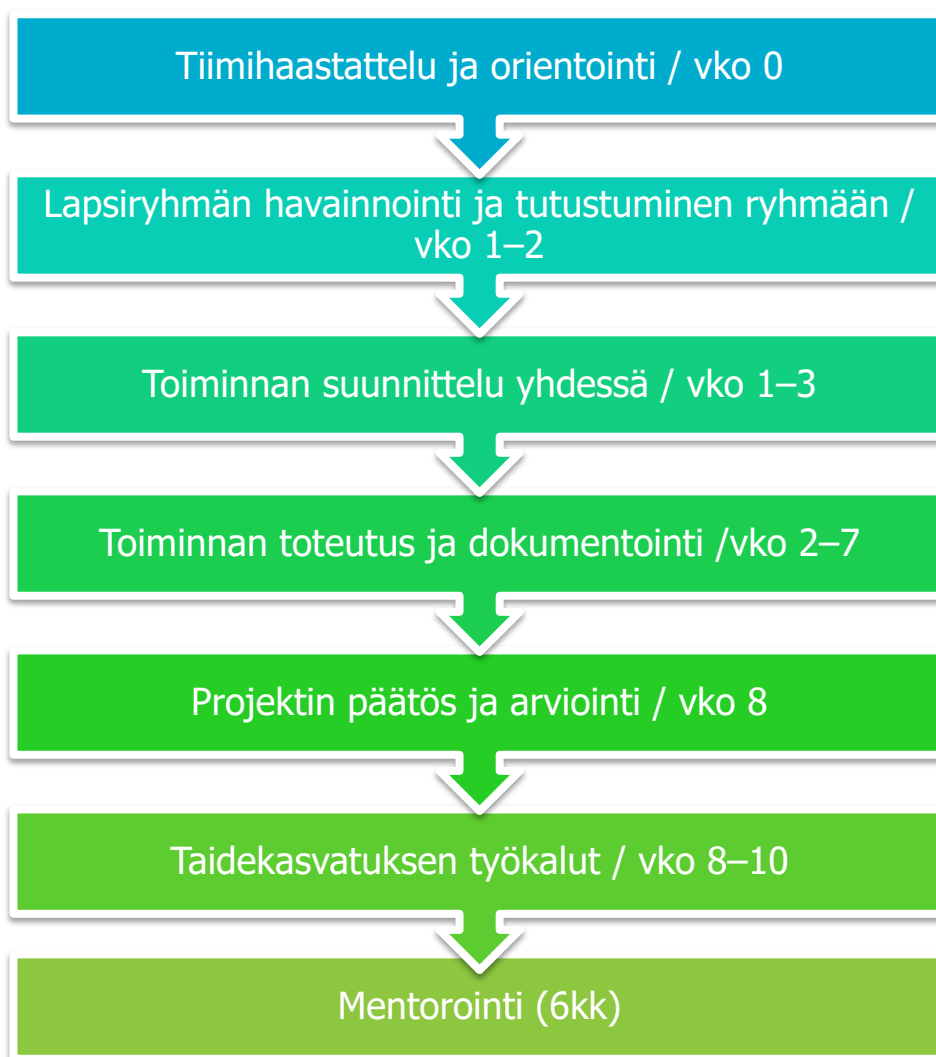 Tiimihaastattelu ja orientointi / vko 0
Lapsiryhmän havainnointi ja tutustuminen ryhmään /
vko 1–2
Toiminnan suunnittelu yhdessä / vko 1–3
Toiminnan toteutus ja dokumentointi /vko 2–7
Projektin päätös ja arviointi / vko 8
Taidekasvatuksen työkalut / vko 8–10
Mentorointi (6kk)